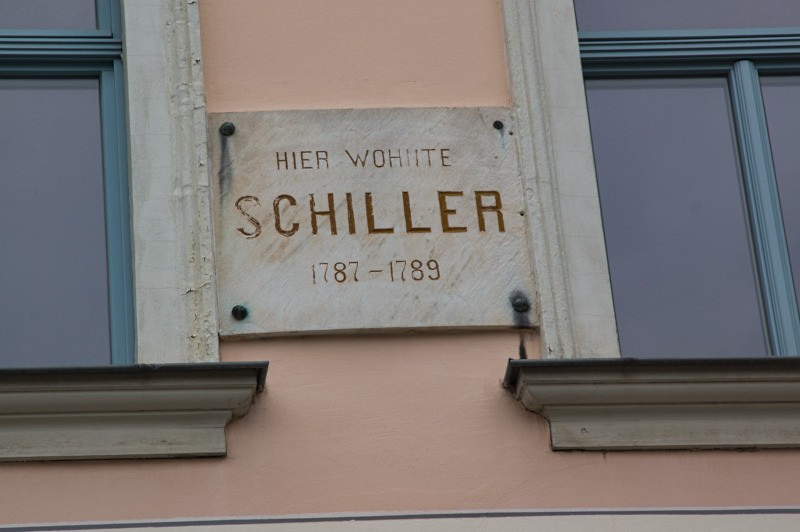 HIER WOHNTE
SCHILLER
1787 – 1789